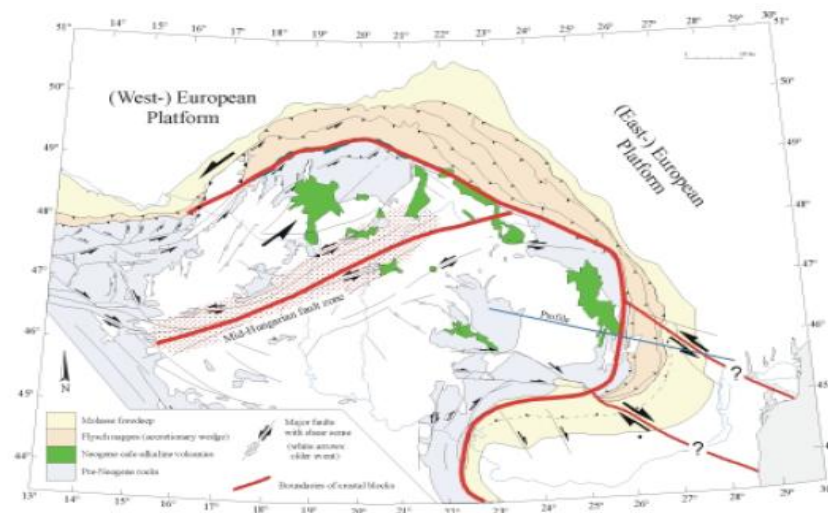 14° 15° 16° 17° 18° 19° 20° 21° 22° 23° 24° 25° 26° 27° 28° 29° 30°
51°
50°
49°
48°
47°
46°
45°
44°
(West-) European
Platform
(East-) European
Platform
51°
50°
49°
48°
47°
46°
45°
44°
Mid-Hungarian fault zone
Profile
?
?
N
Molasse foredeep
Flysch nappes (accretionary wedge)
Neogene calc-alkaline volcanics
Pre-Neogene rocks
Major faults
with shear sense
(white arrows:
older event)
Boundaries of crustal blocks
13° 14° 15° 16° 17° 18° 19° 20° 21° 22° 23° 24° 25° 26° 27° 28° 29° 30